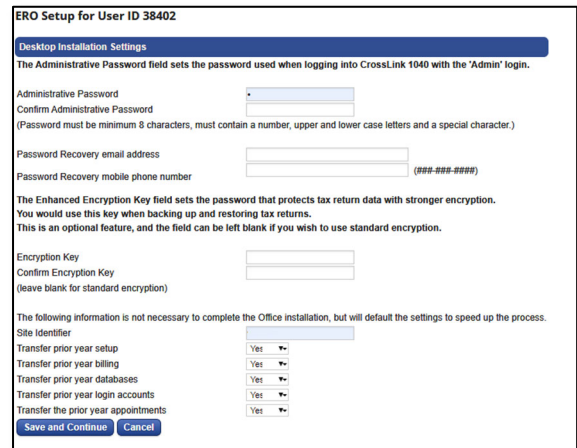 ERO Setup for User ID 38402
Desktop Installation Settings
The Administrative Password field sets the password used when logging into CrossLink 1040 with the 'Admin' login.
Administrative Password
Confirm Administrative Password
(Password must be minimum 8 characters, must contain a number, upper and lower case letters and a special character.)
Password Recovery email address
Password Recovery mobile phone number (###-###-####)
The Enhanced Encryption Key field sets the password that protects tax return data with stronger encryption.
You would use this key when backing up and restoring tax returns.
This is an optional feature, and the field can be left blank if you wish to use standard encryption.
Encryption Key
Confirm Encryption Key
(leave blank for standard encryption)
The following information is not necessary to complete the Office installation, but will default the settings to speed up the process.
Site Identifier
Transfer prior year setup Yes
Transfer prior year billing Yes
Transfer prior year databases Yes
Transfer prior year login accounts Yes
Transfer the prior year appointments Yes
Save and Continue Cancel